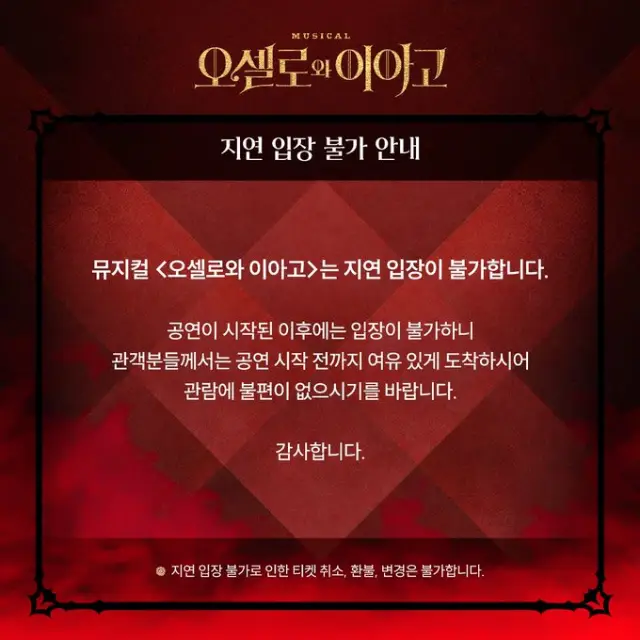 MUSICAL
오셀로와 이아고
지연 입장 불가 안내
뮤지컬 <오셀로와 이아고>는 지연 입장이 불가합니다.
공연이 시작된 이후에는 입장이 불가하니
관객분들께서는 공연 시작 전까지 여유 있게 도착하시어
관람에 불편이 없으시기를 바랍니다.
감사합니다.
지연 입장 불가로 인한 티켓 취소, 환불, 변경은 불가합니다.